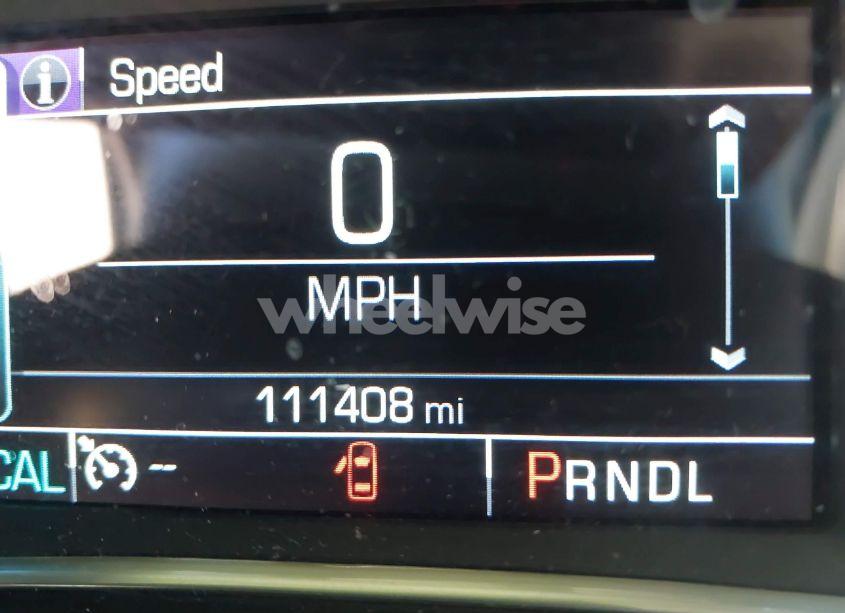 i Speed
0
MPH
wheelwise
111408 mi
CAL -- PRNDL